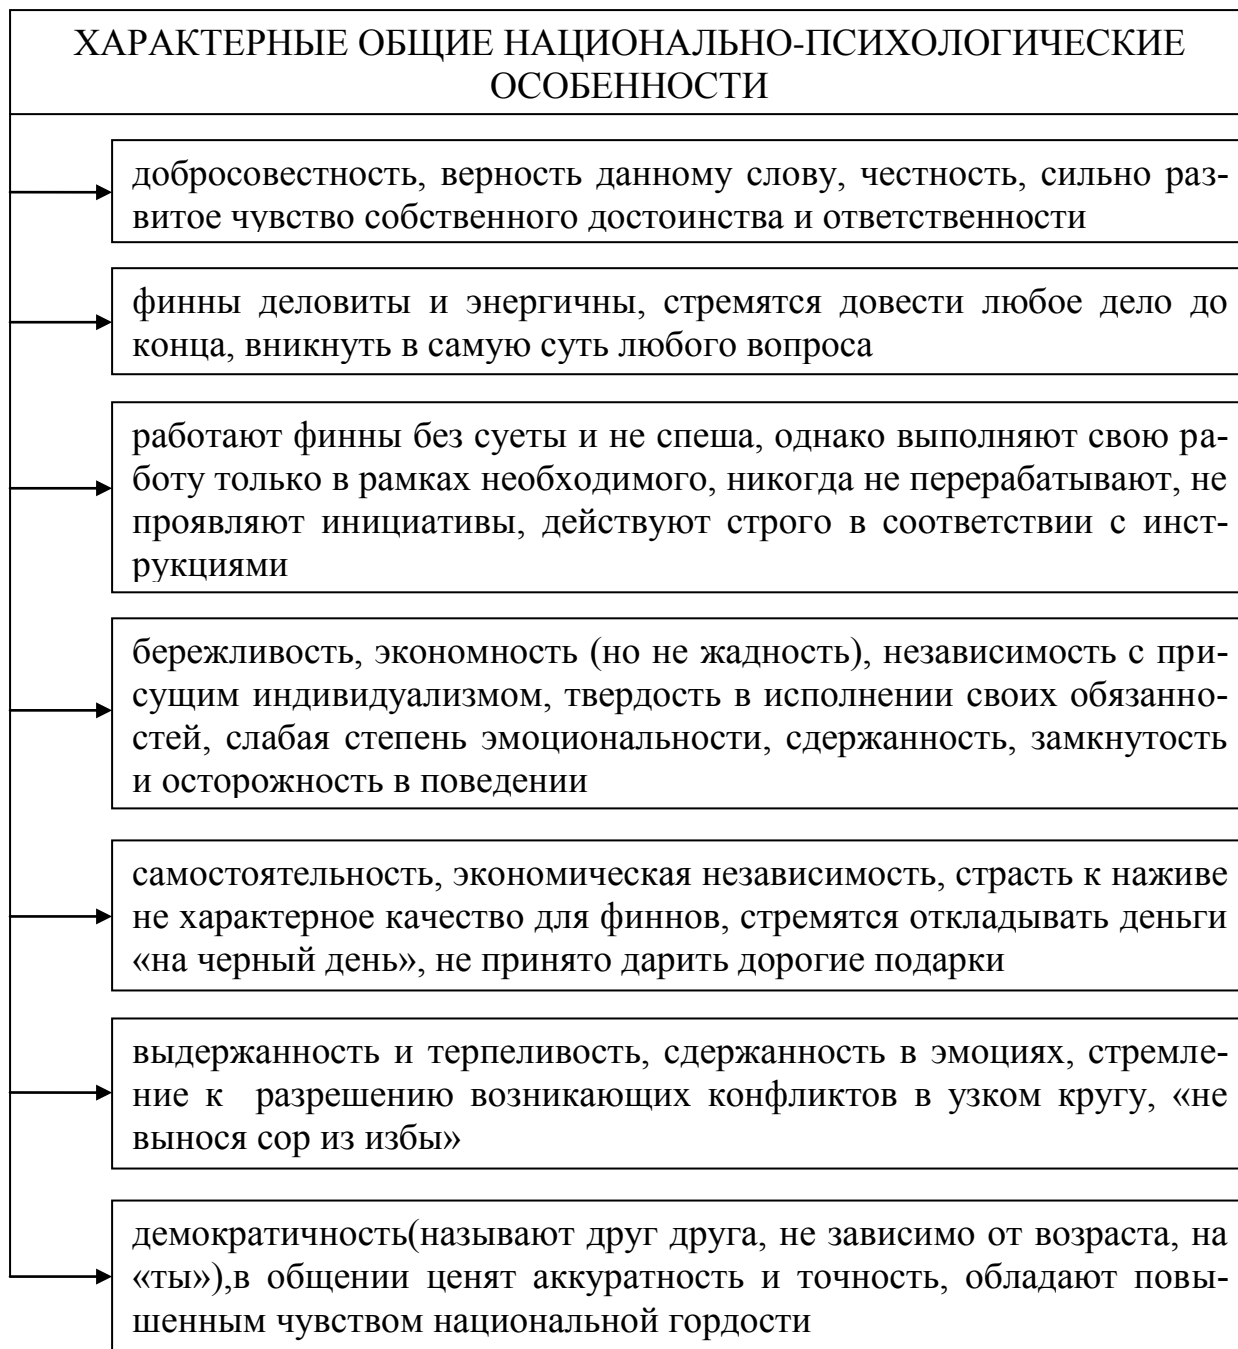 ХАРАКТЕРНЫЕ ОБЩИЕ НАЦИОНАЛЬНО-ПСИХОЛОГИЧЕСКИЕ
ОСОБЕННОСТИ
добросовестность, верность данному слову, честность, сильно раз-
витое чувство собственного достоинства и ответственности
финны деловиты и энергичны, стремятся довести любое дело до
конца, вникнуть в самую суть любого вопроса
работают финны без суеты и не спеша, однако выполняют свою ра-
боту только в рамках необходимого, никогда не перерабатывают, не
проявляют инициативы, действуют строго в соответствии с инст-
рукциями
бережливость, экономность (но не жадность), независимость с при-
сущим индивидуализмом, твердость в исполнении своих обязанно-
стей, слабая степень эмоциональности, сдержанность, замкнутость
и осторожность в поведении
самостоятельность, экономическая независимость, страсть к наживе
не характерное качество для финнов, стремятся откладывать деньги
«на черный день», не принято дарить дорогие подарки
выдержанность и терпеливость, сдержанность в эмоциях, стремле-
ние к разрешению возникающих конфликтов в узком кругу, «не
вынося сор из избы»
демократичность(называют друг друга, не зависимо от возраста, на
«ты»),в общении ценят аккуратность и точность, обладают повы-
шенным чувством национальной гордости